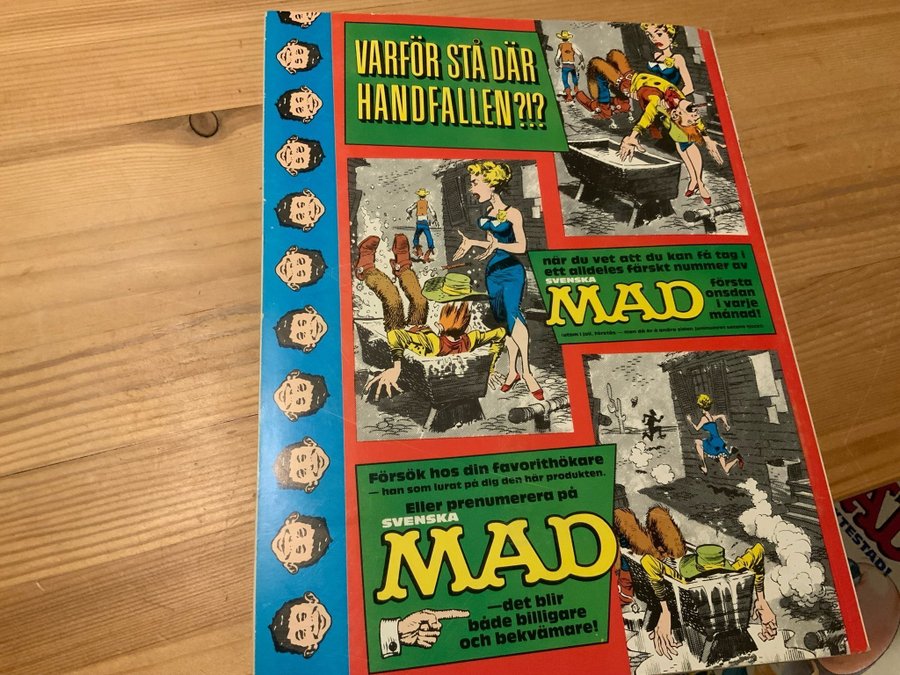 VARFÖR STÅ DÄR
HANDFALLEN?!?
när du vet att du kan få tag i
ett alldeles färskt nummer av
SVENSKA
MAD
första
onsdan
i varje
månad!
Försök hos din favorithökare
— han som lurat på dig den här produkten.
Eller prenumerera på
SVENSKA
MAD
—det blir
både billigare
och bekvämare!
TESTAD!